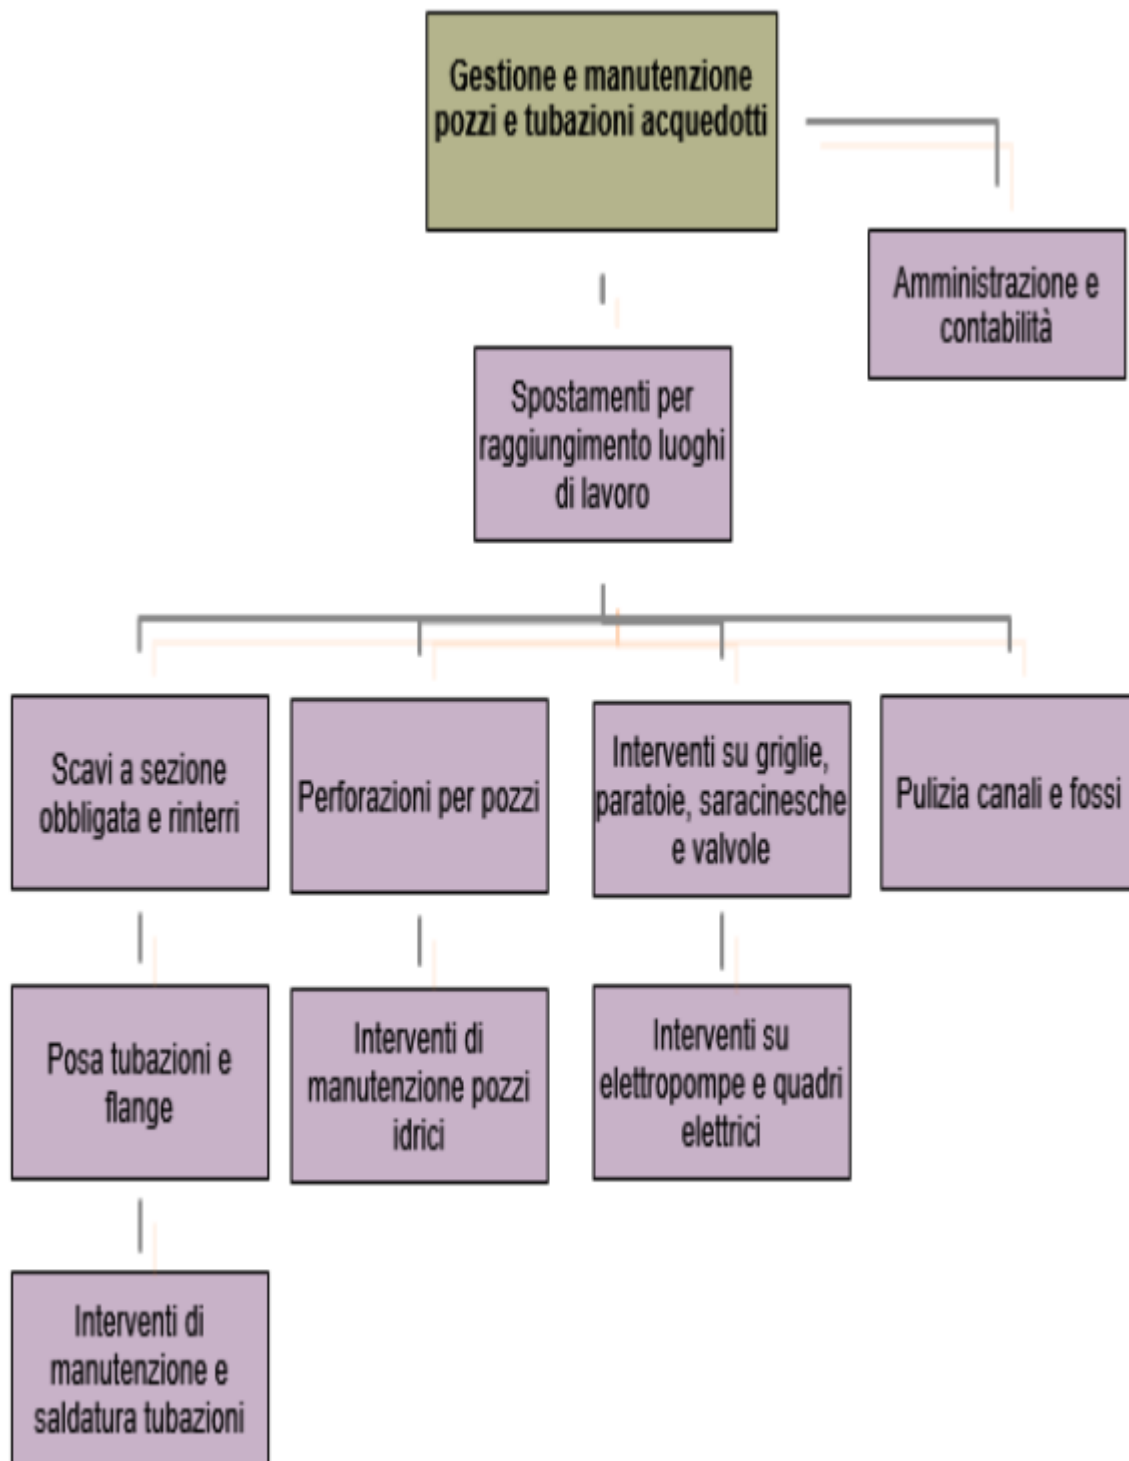 Gestione e manutenzione
pozzi e tubazioni acquedotti
Amministrazione e
contabilità
Spostamenti per
raggiungimento luoghi
di lavoro
Scavi a sezione
obbligata e rinterri
Perforazioni per pozzi
Interventi su griglie,
paratoie, saracinesche
e valvole
Pulizia canali e fossi
Posa tubazioni e
flange
Interventi di
manutenzione pozzi
idrici
Interventi su
elettropompe e quadri
elettrici
Interventi di
manutenzione e
saldatura tubazioni